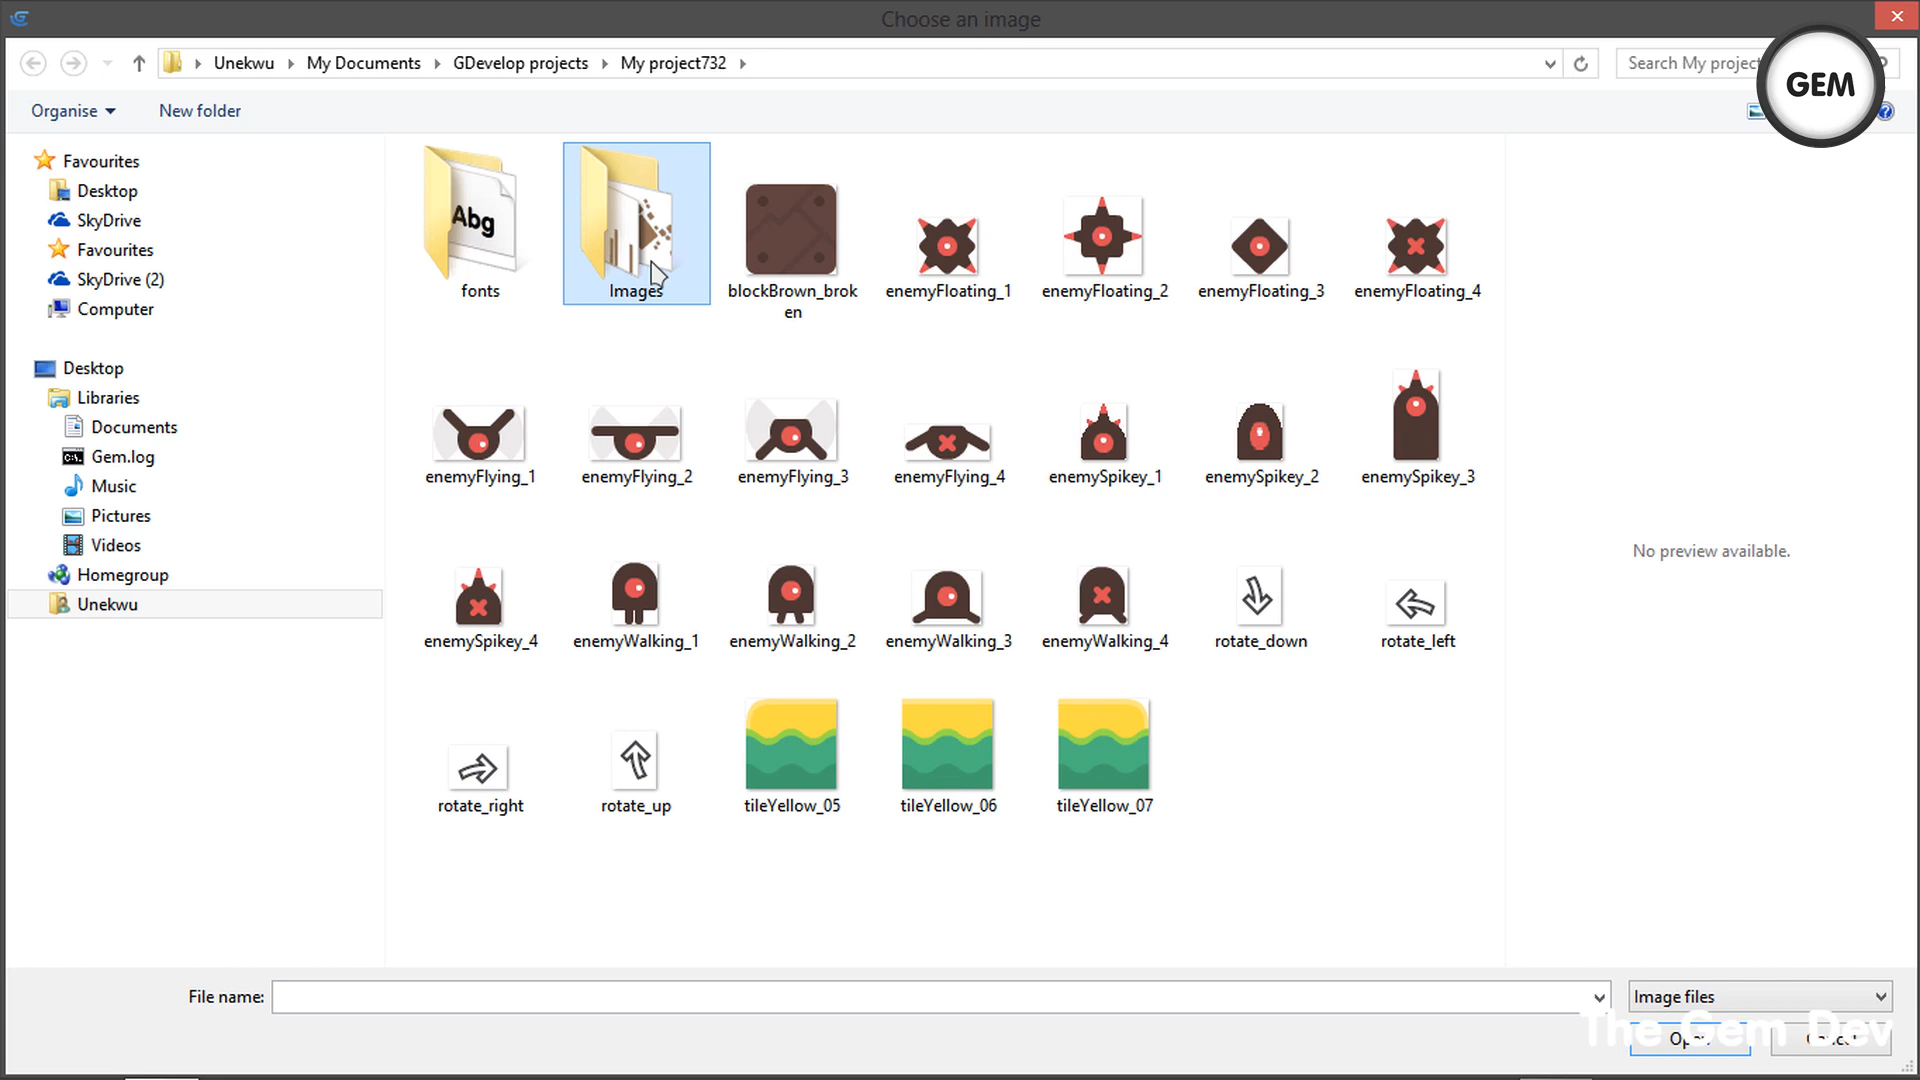 Choose an image
Unekwu My Documents GDevelop projects My project732
Search My project
GEM
Organise New folder
Favourites
Desktop
SkyDrive
Favourites
SkyDrive (2)
Computer
Desktop
Libraries
Documents
Gem.log
Music
Pictures
Videos
Homegroup
Unekwu
Abg
fonts Images blockBrown_brok enemyFloating_1 enemyFloating_2 enemyFloating_3 enemyFloating_4
en
enemyFlying_1 enemyFlying_2 enemyFlying_3 enemyFlying_4 enemySpikey_1 enemySpikey_2 enemySpikey_3
enemySpikey_4 enemyWalking_1 enemyWalking_2 enemyWalking_3 enemyWalking_4 rotate_down rotate_left
rotate_right rotate_up tileYellow_05 tileYellow_06 tileYellow_07
No preview available.
File name:
Image files
The Gem Dev
Open Cancel